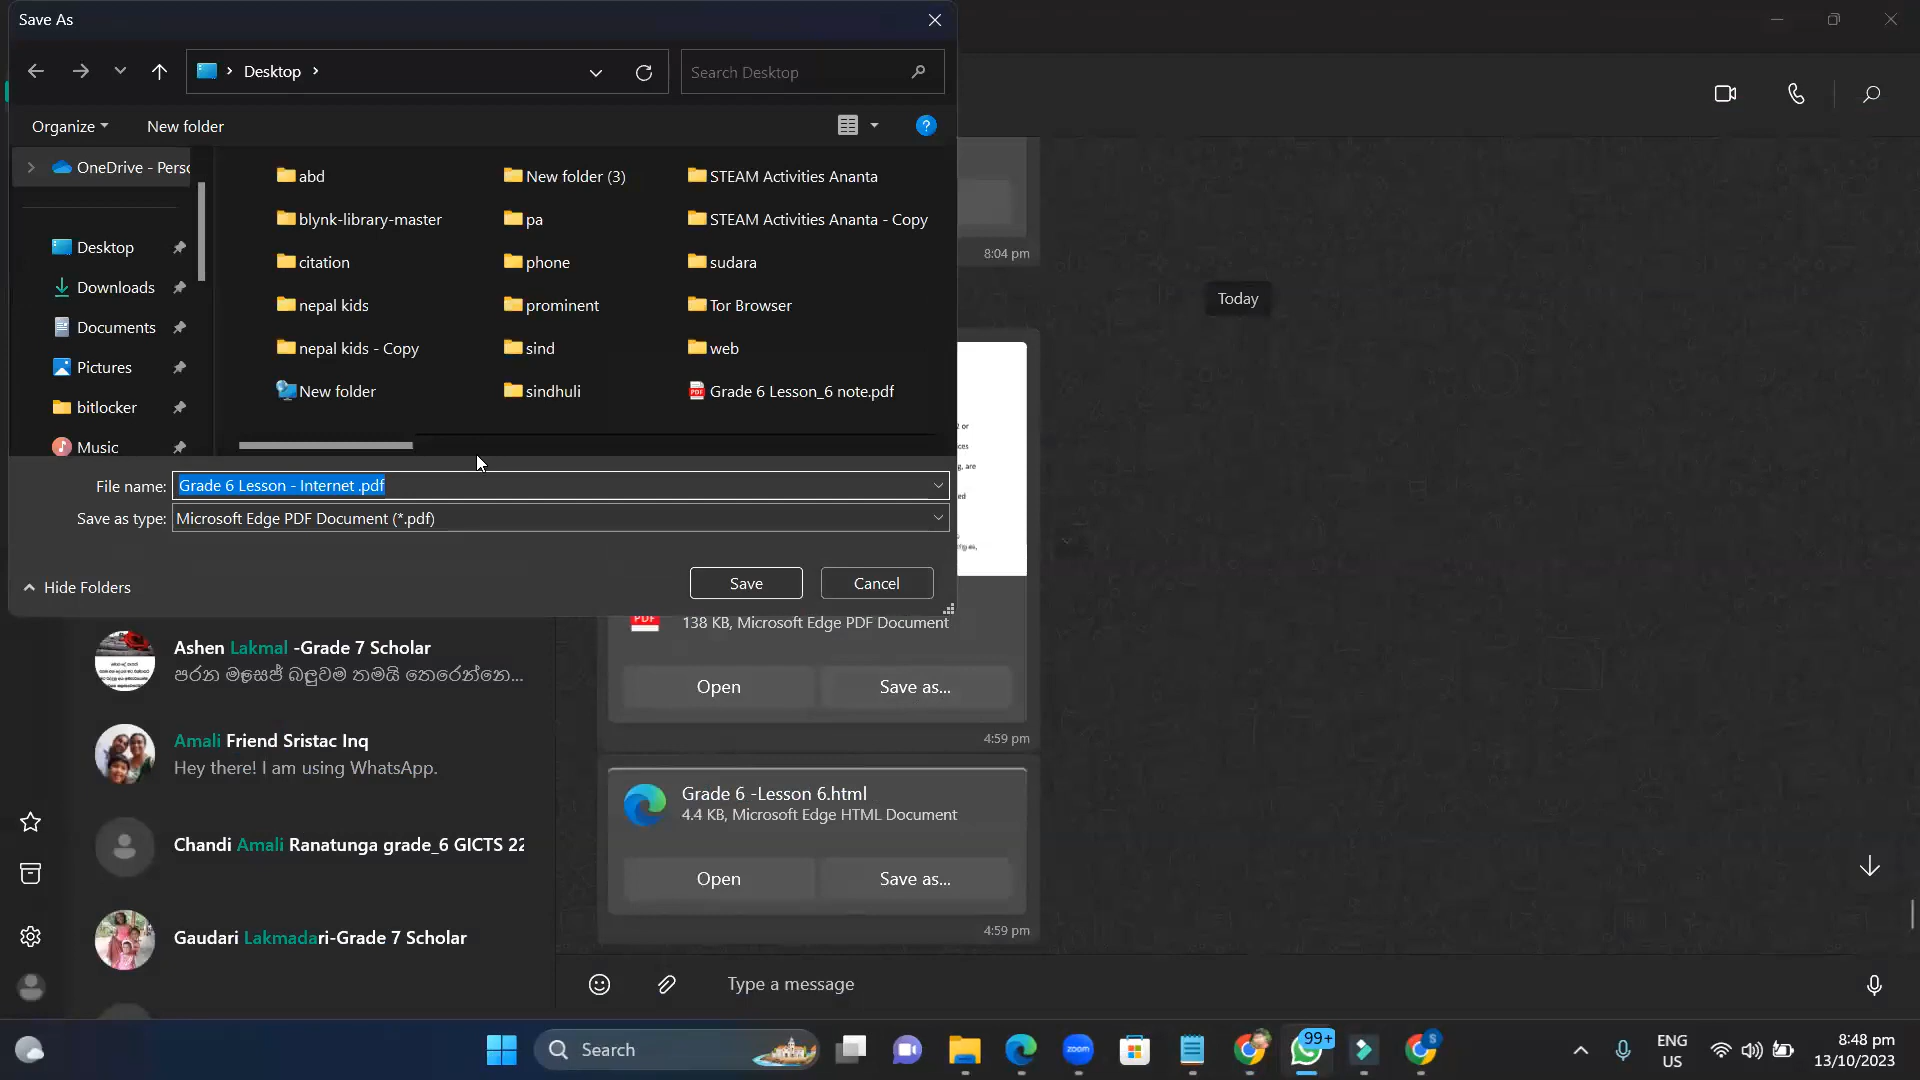 Save As
Desktop
Search Desktop
Organize
New folder
OneDrive - Perso
Desktop
Downloads
Documents
Pictures
bitlocker
Music
abd
blynk-library-master
citation
nepal kids
nepal kids - Copy
New folder
New folder (3)
pa
phone
prominent
sind
sindhuli
STEAM Activities Ananta
STEAM Activities Ananta - Copy
sudara
Tor Browser
web
Grade 6 Lesson_6 note.pdf
File name: Grade 6 Lesson - Internet .pdf
Save as type: Microsoft Edge PDF Document (*.pdf)
Hide Folders
Save
Cancel
8:04 pm
Today
138 KB, Microsoft Edge PDF Document
Open
Save as...
4:59 pm
Grade 6 -Lesson 6.html
4.4 KB, Microsoft Edge HTML Document
Open
Save as...
4:59 pm
Ashen Lakmal -Grade 7 Scholar
පරන මැසේජ් බලුවම තමයි තෙරෙන්නෙ...
Amali Friend Sristac Inq
Hey there! I am using WhatsApp.
Chandi Amali Ranatunga grade_6 GICTS 22
Gaudari Lakmadari-Grade 7 Scholar
Type a message
Search
zoom
99+
ENG
US
8:48 pm
13/10/2023